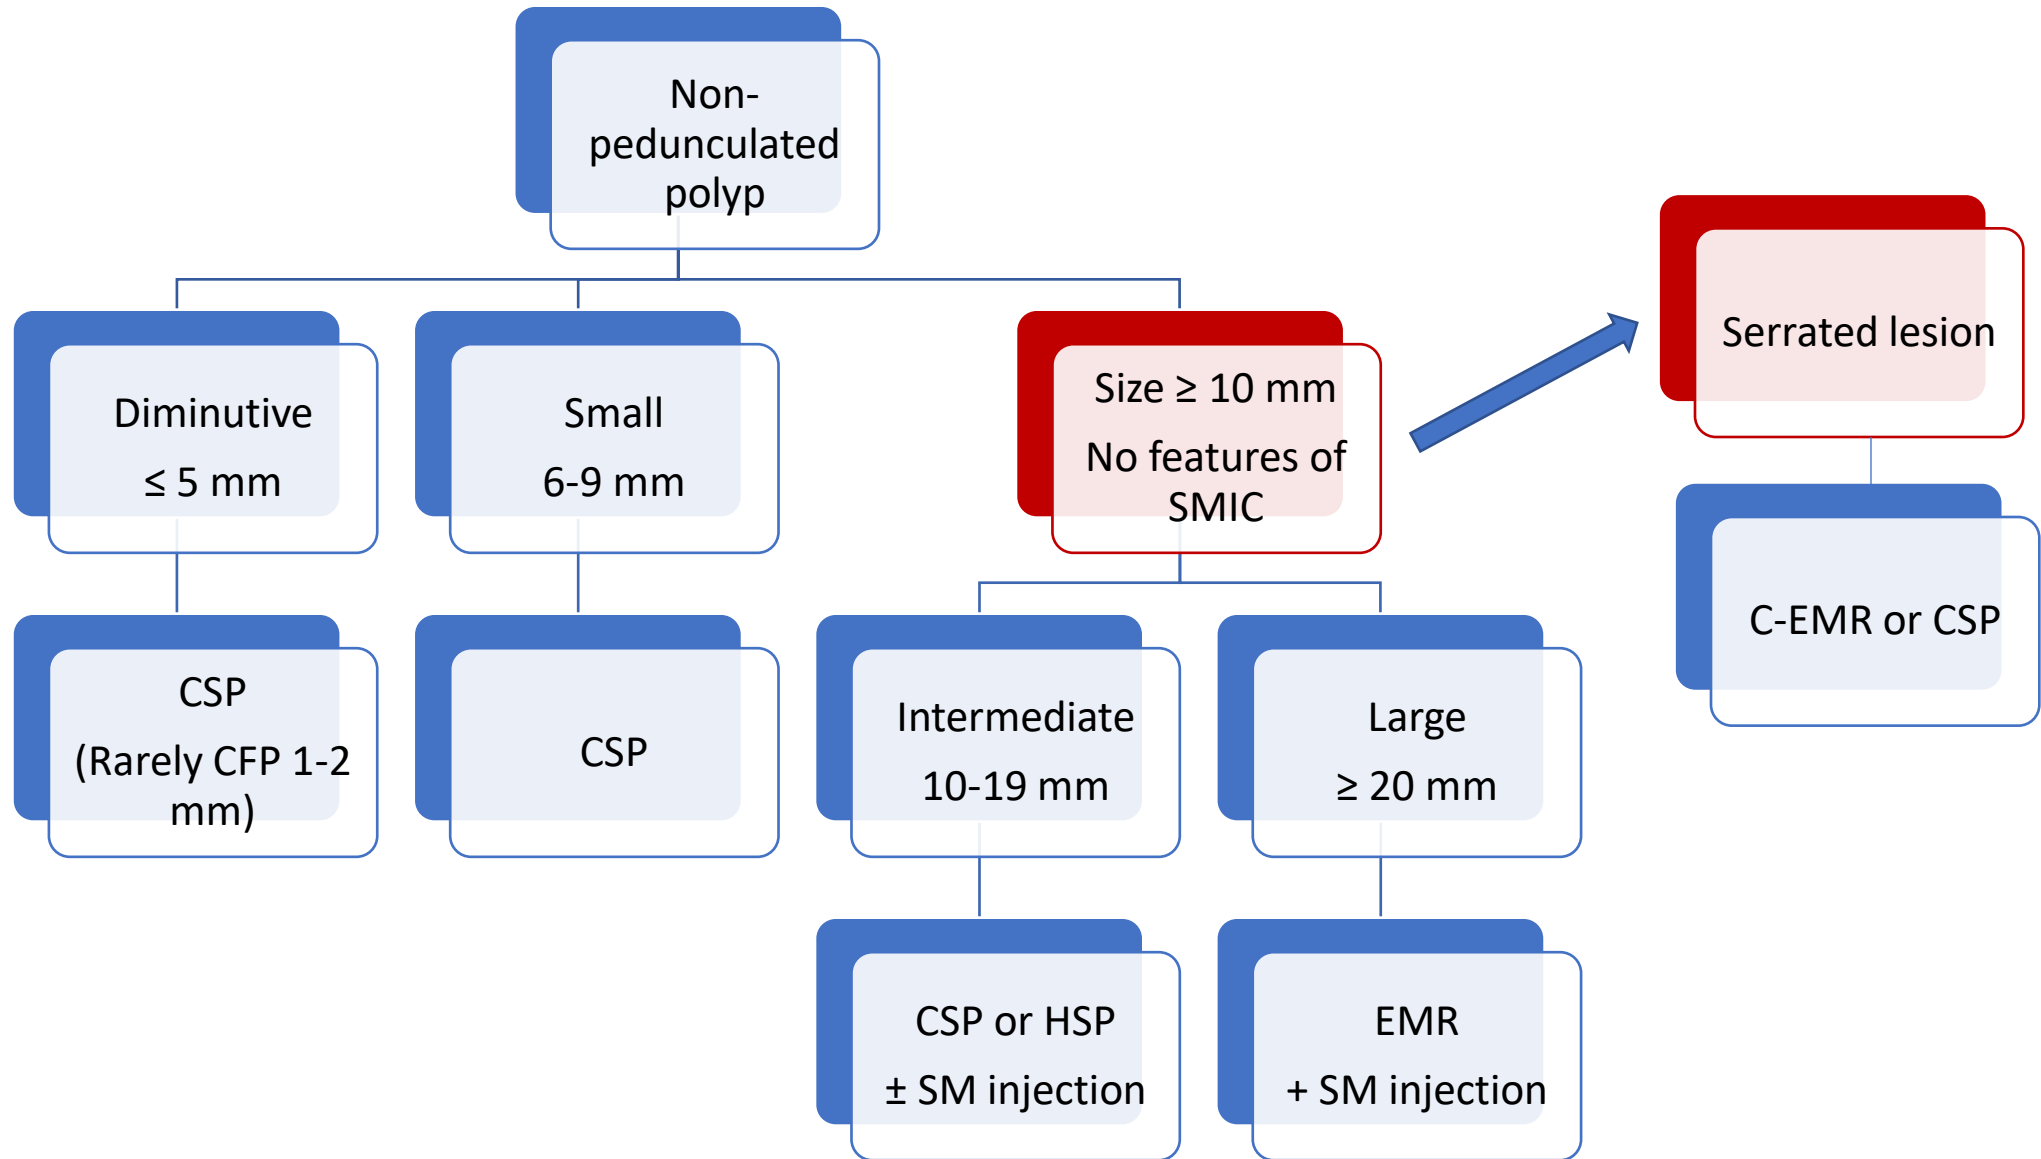 Non-
pedunculated
polyp
Serrated lesion
Diminutive
≤ 5 mm
Small
6-9 mm
Size ≥ 10 mm
No features of
SMIC
C-EMR or CSP
CSP
(Rarely CFP 1-2
mm)
CSP
Intermediate
10-19 mm
Large
≥ 20 mm
CSP or HSP
± SM injection
EMR
+ SM injection